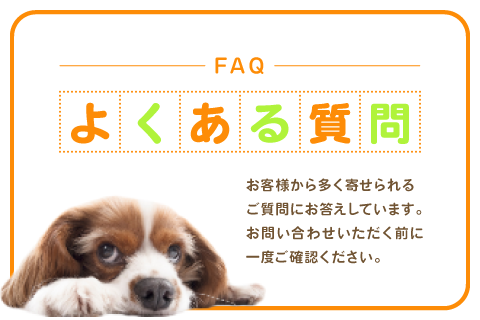 FAQ
よくある質問
お客様から多く寄せられる
ご質問にお答えしています。
お問い合わせいただく前に
一度ご確認ください。